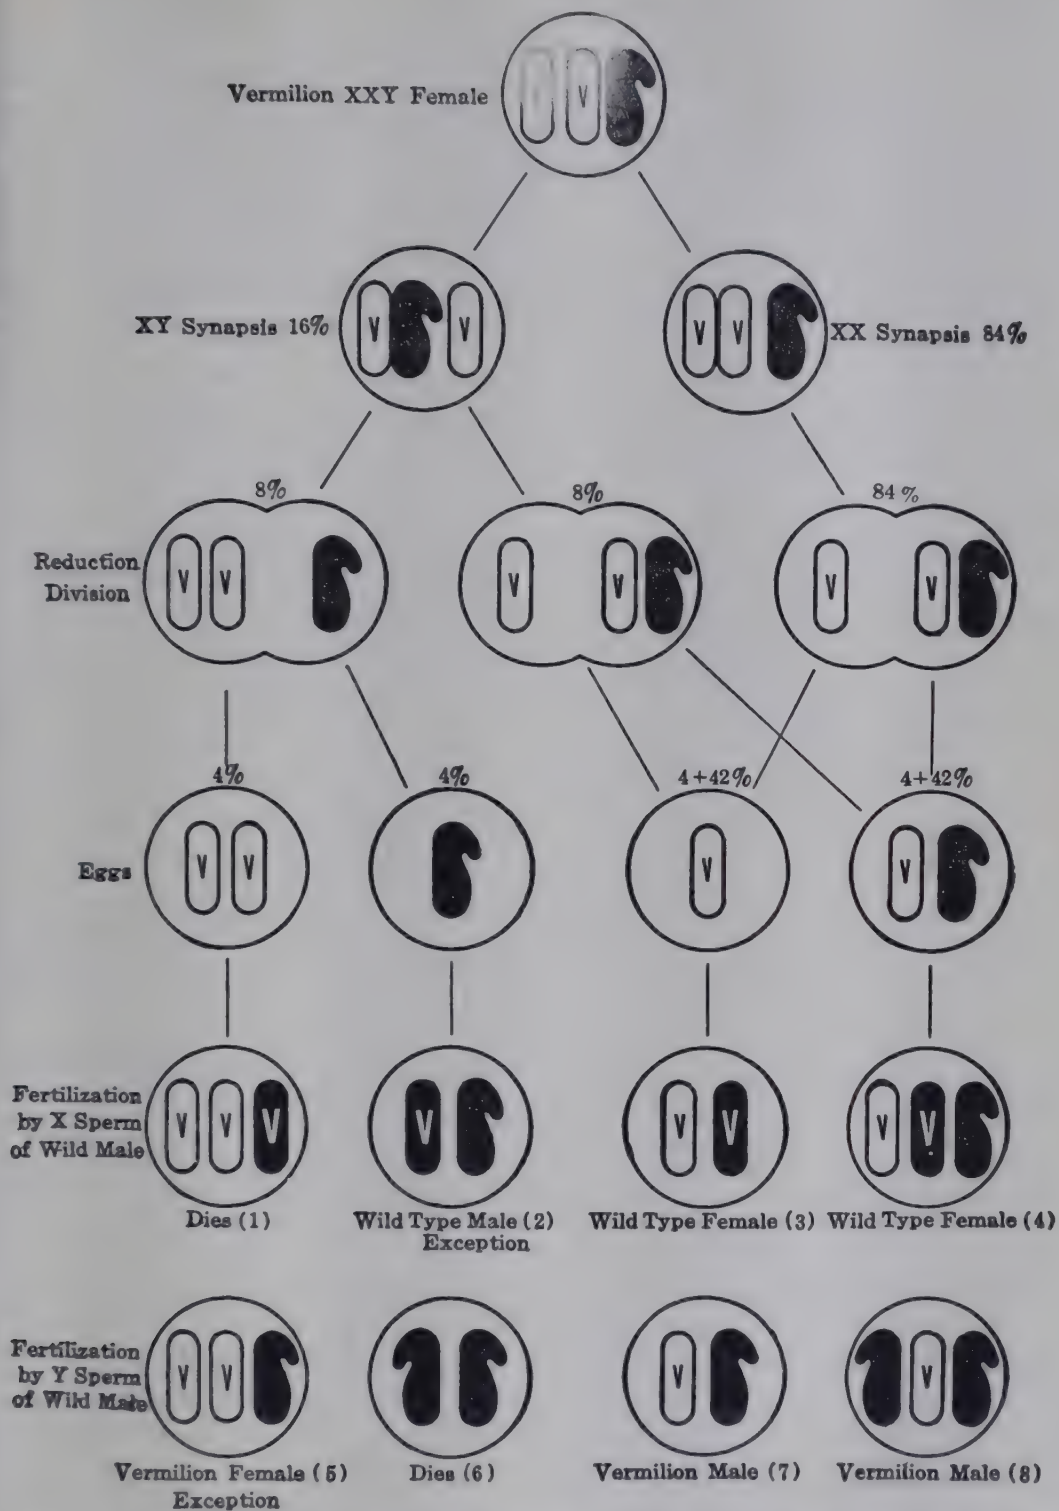 Vermilion XXY Female
V
XY Synapsis 16%
V V
V V
XX Synapsis 84%
8% 8% 84%
Reduction
Division
V V
V V
V V
4% 4% 4+42% 4+42%
Eggs
V V
V
V
Fertilization
by X Sperm
of Wild Male
V V V
V
V V
V V
Dies (1)
Wild Type Male (2)
Exception
Wild Type Female (3)
Wild Type Female (4)
Fertilization
by Y Sperm
of Wild Male
V V
V
V
Vermilion Female (5)
Exception
Dies (6)
Vermilion Male (7)
Vermilion Male (8)